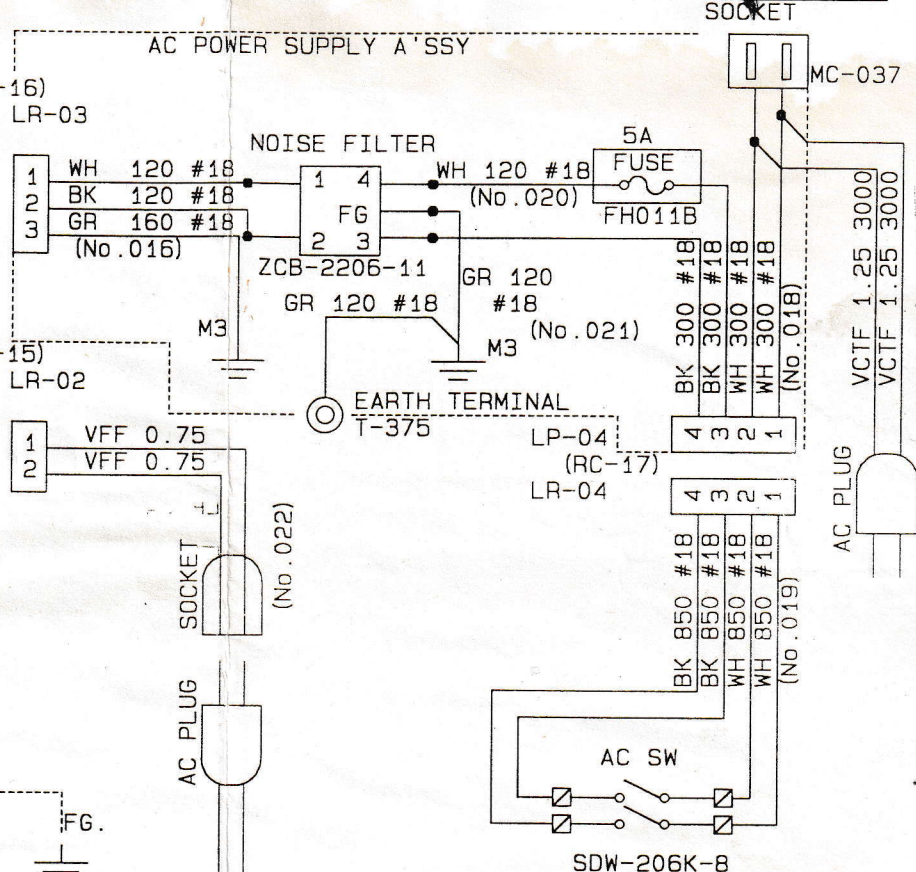 SOCKET
AC POWER SUPPLY A'SSY
MC-037
-16)
LR-03
NOISE FILTER
5A
FUSE
FH011B
1 WH 120 #18
2 BK 120 #18
3 GR 160 #18
(No.016)
1 4
FG
2 3
ZCB-2206-11
WH 120 #18
(No.020)
GR 120
#18
GR 120 #18
(No.021)
M3
M3
EARTH TERMINAL
T-375
BK 300 #18
BK 300 #18
WH 300 #18
WH 300 #18
(No.018)
VCTF 1.25 3000
VCTF 1.25 3000
-15)
LR-02
1 VFF 0.75
2 VFF 0.75
LP-04
4 3 2 1
(RC-17)
LR-04
4 3 2 1
AC PLUG
SOCKET
(No.022)
BK 850 #18
BK 850 #18
WH 850 #18
WH 850 #18
(No.019)
AC PLUG
AC SW
SDW-206K-8
FG.